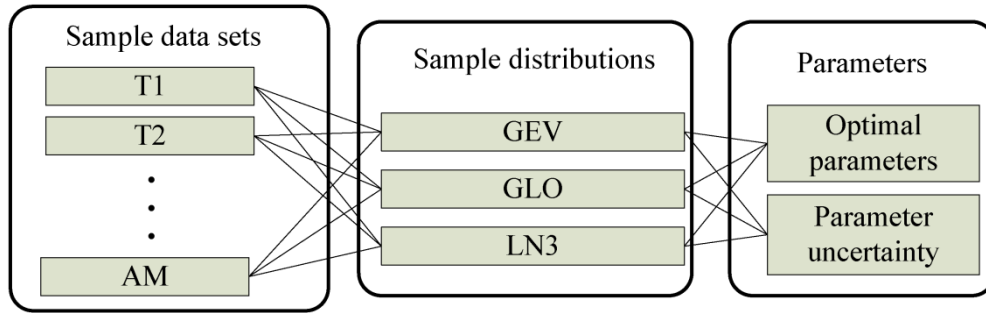 Sample data sets
T1
T2
AM
Sample distributions
GEV
GLO
LN3
Parameters
Optimal
parameters
Parameter
uncertainty